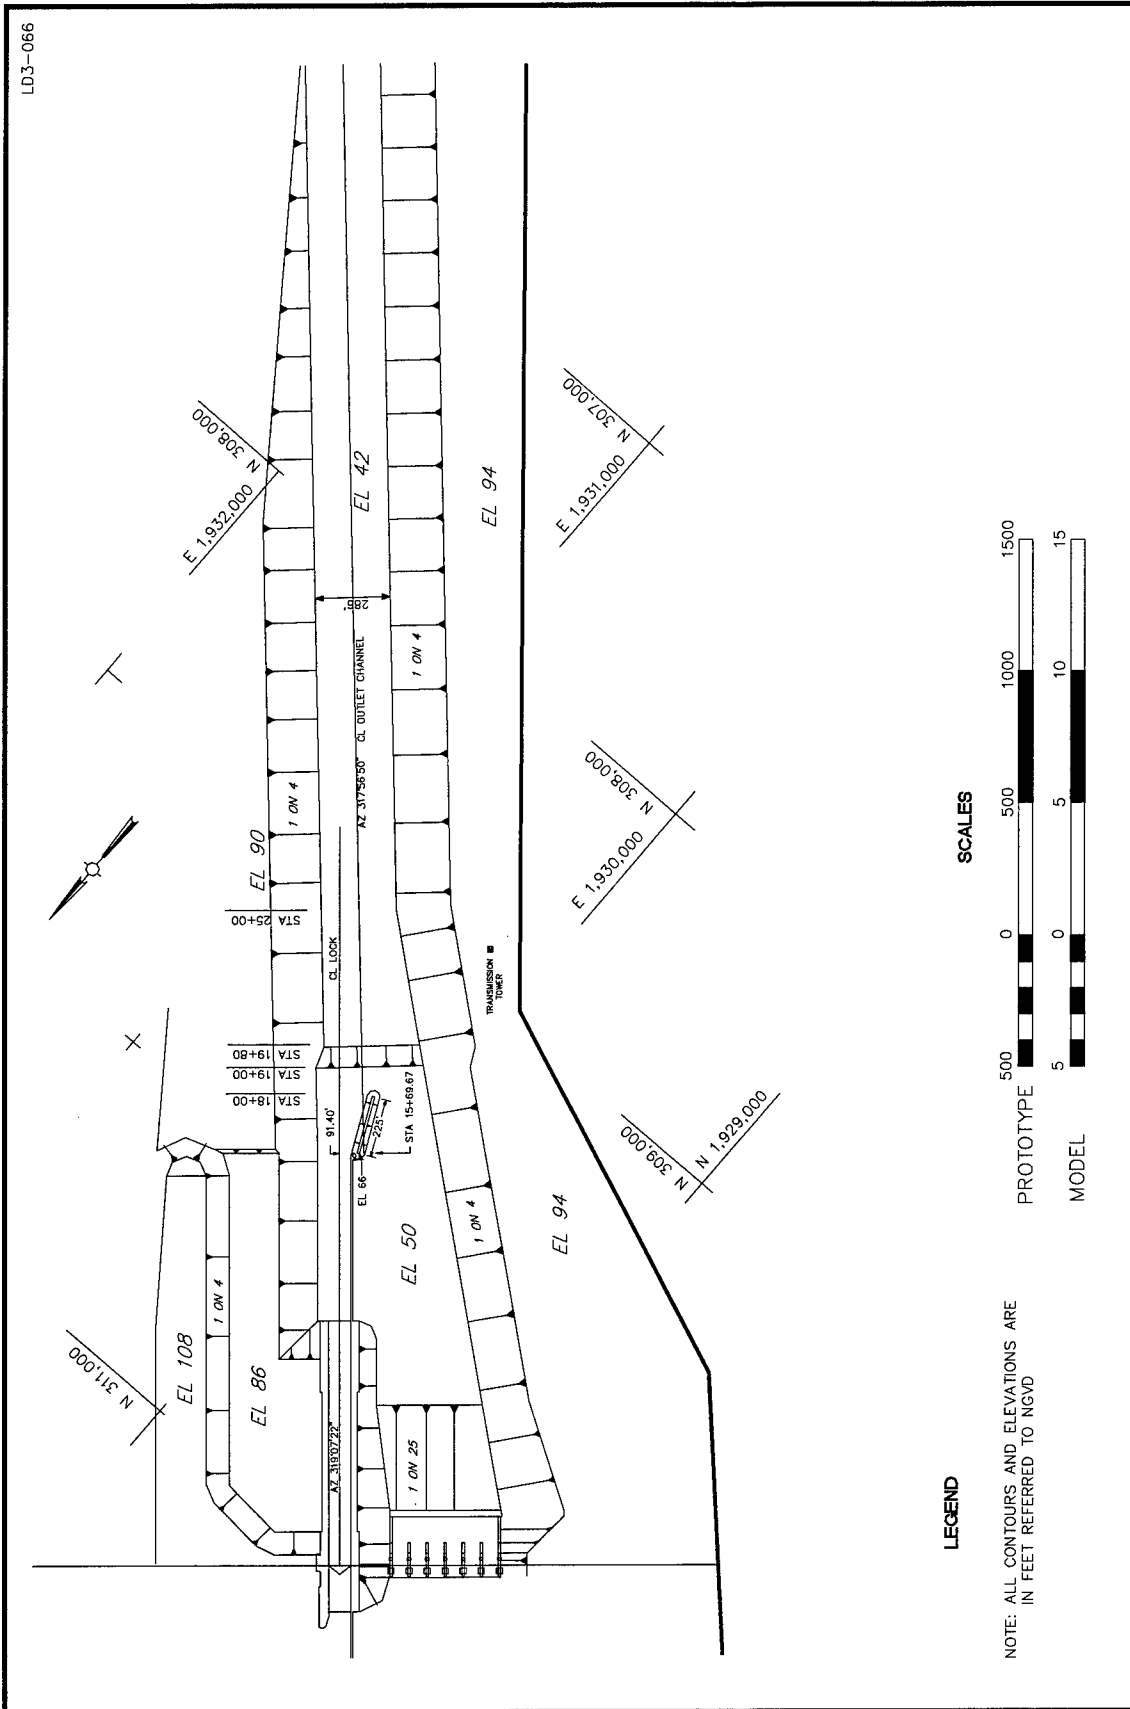 LD3-066
N 308,000
E 1,932,000
EL 42
EL 94
N 307,000
E 1,931,000
286'
1 ON 4
CL OUTLET CHANNEL
AZ 317°56'50"
1 ON 4
EL 90
STA 25+00
CL LOCK
N 308,000
E 1,930,000
TRANSMISSION
TOWER
STA 19+80
STA 19+00
STA 18+00
91.40'
225'
STA 15+69.67
EL 66
N 309,000
N 1,929,000
EL 50
1 ON 4
EL 94
N 311,000
EL 108
1 ON 4
EL 86
AZ 319°07'22"
1 ON 25
SCALES
PROTOTYPE 500 0 500 1000 1500
MODEL 5 0 5 10 15
LEGEND
NOTE: ALL CONTOURS AND ELEVATIONS ARE
IN FEET REFERRED TO NGVD